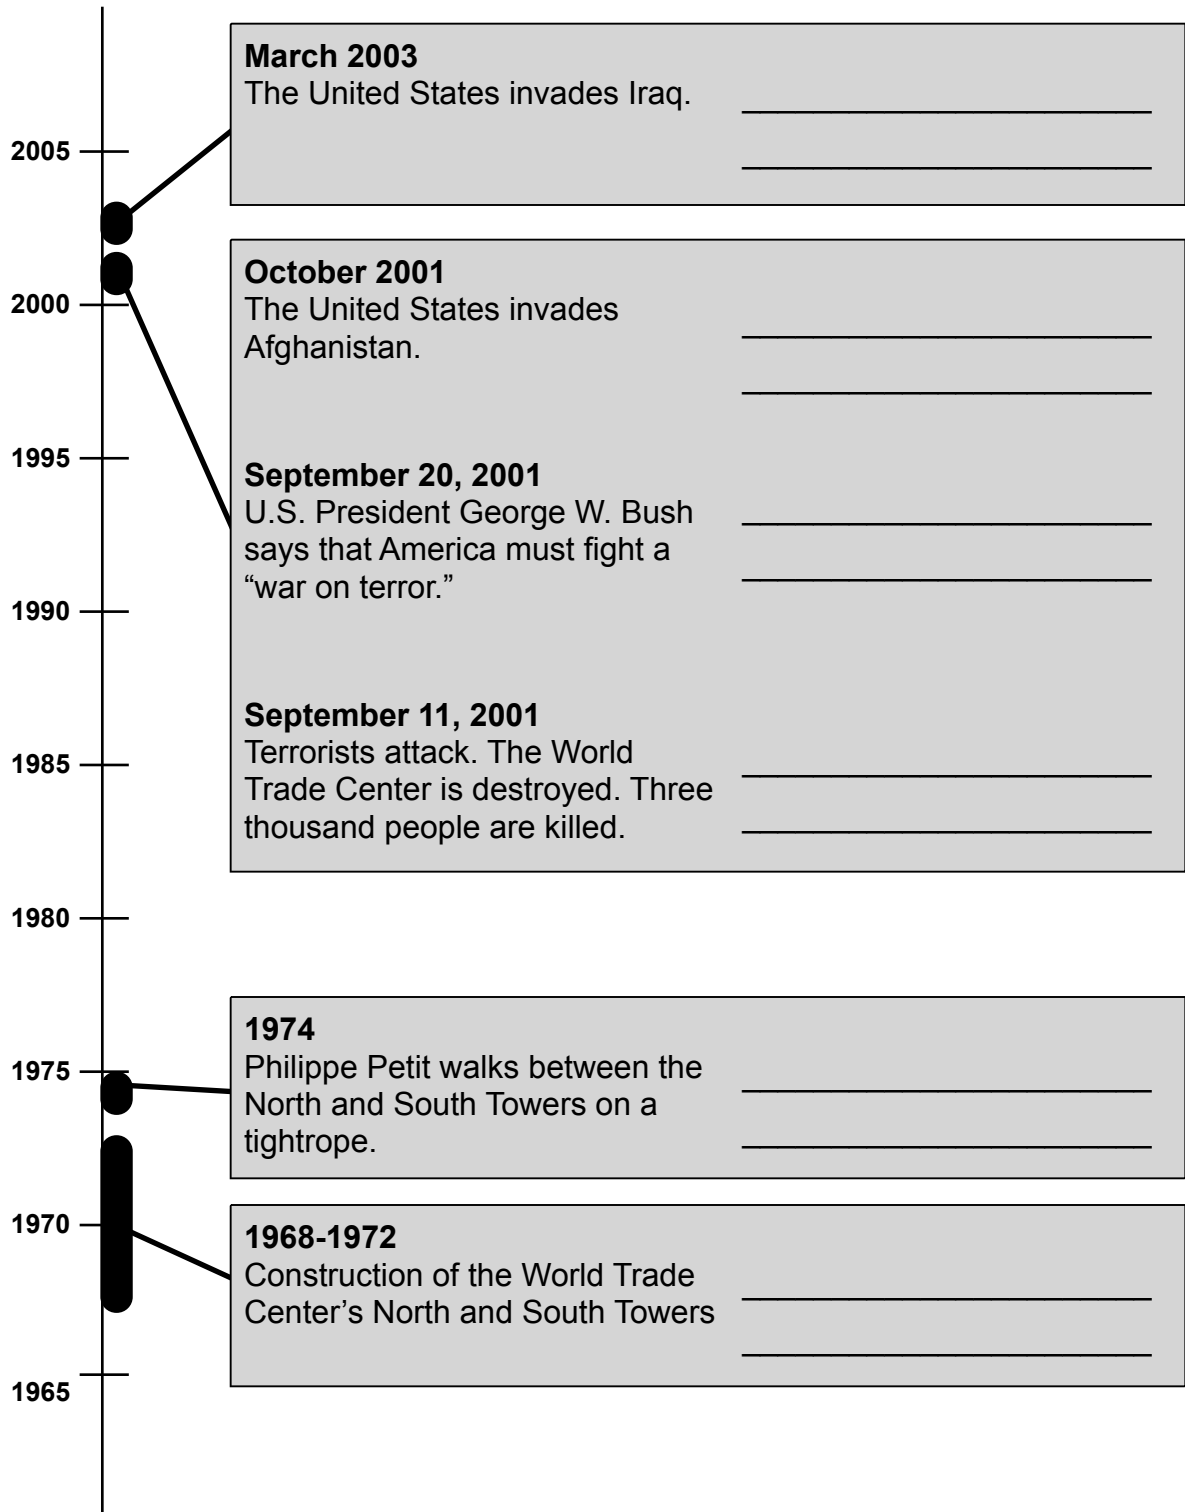 March 2003
The United States invades Iraq.
2005
October 2001
2000
The United States invades
Afghanistan.
1995
September 20, 2001
U.S. President George W. Bush
says that America must fight a
“war on terror.”
1990
September 11, 2001
Terrorists attack. The World
1985
Trade Center is destroyed. Three
thousand people are killed.
1980
1974
Philippe Petit walks between the
1975
North and South Towers on a
tightrope.
1970
1968-1972
Construction of the World Trade
Center’s North and South Towers
1965